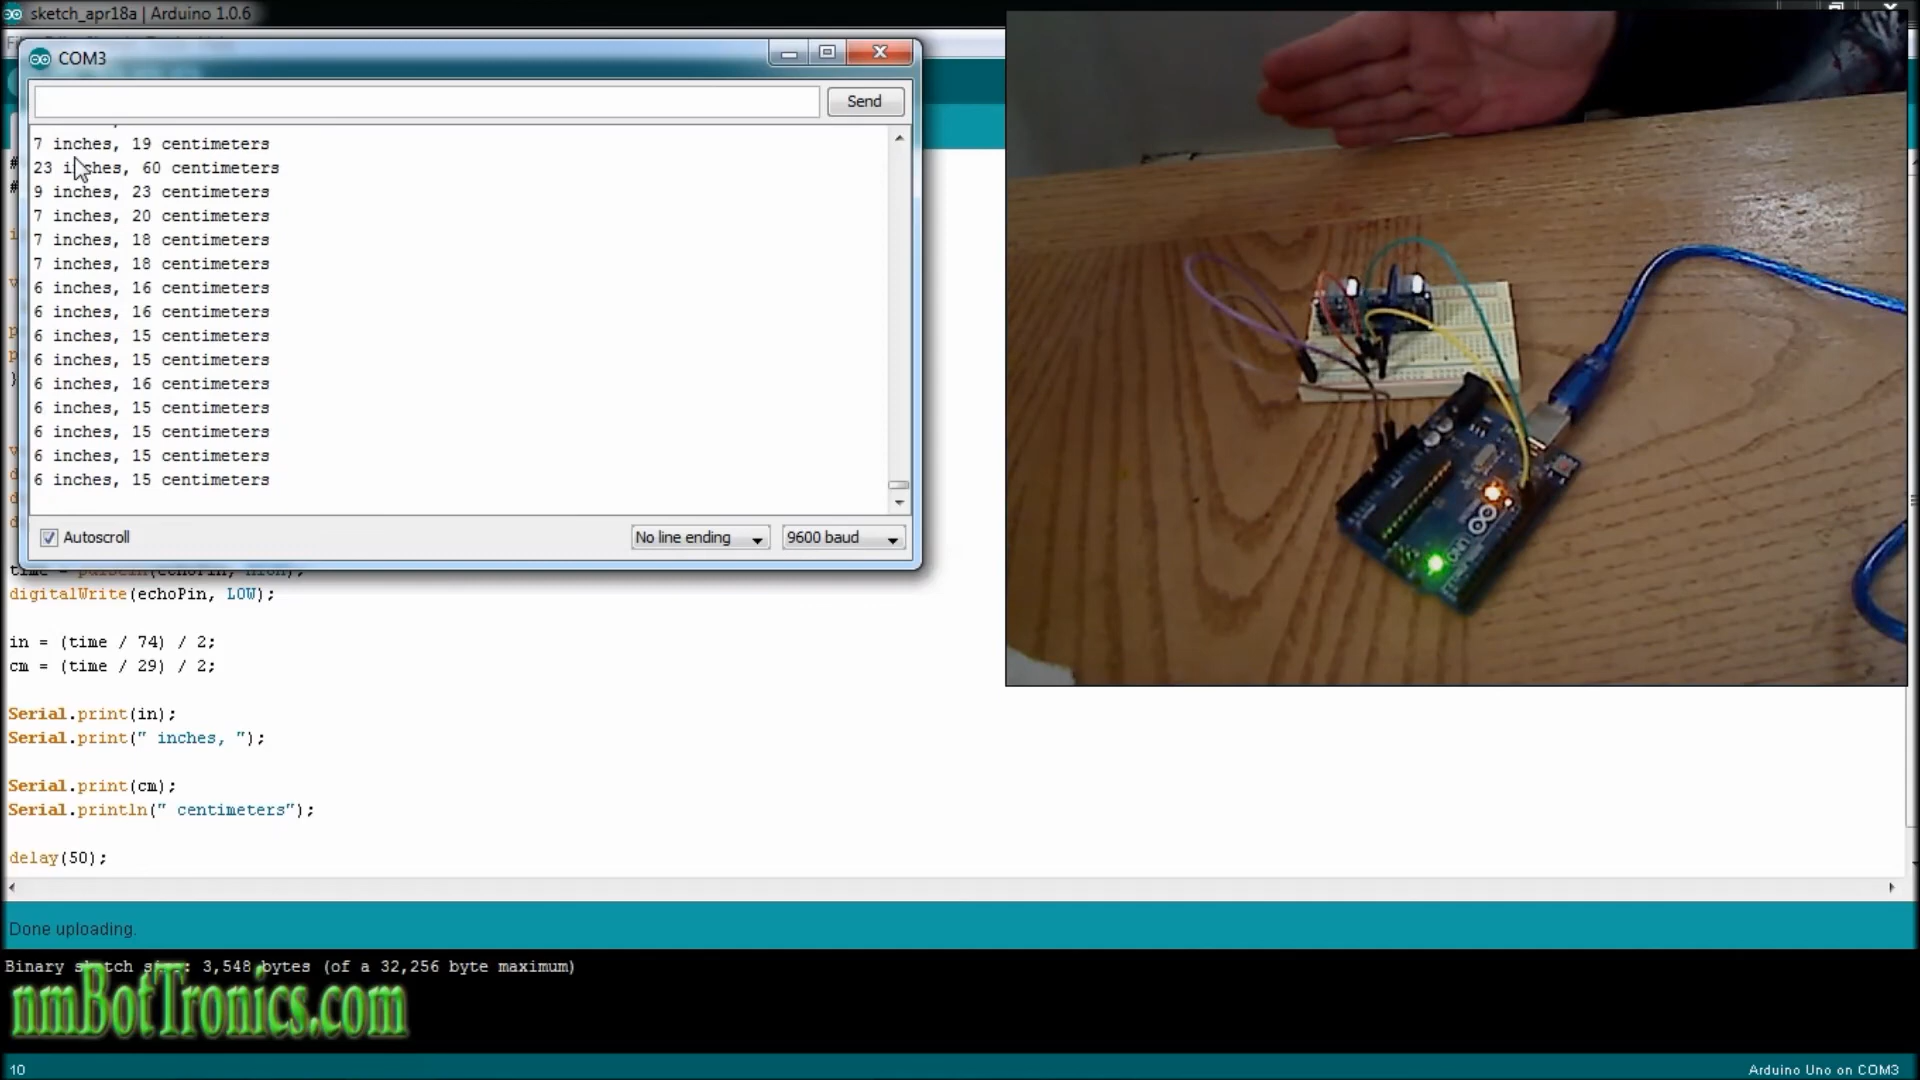 sketch_apr18a | Arduino 1.0.6
COM3
Send
7 inches, 19 centimeters
23 inches, 60 centimeters
9 inches, 23 centimeters
7 inches, 20 centimeters
7 inches, 18 centimeters
7 inches, 18 centimeters
6 inches, 16 centimeters
6 inches, 16 centimeters
6 inches, 15 centimeters
6 inches, 15 centimeters
6 inches, 16 centimeters
6 inches, 15 centimeters
6 inches, 15 centimeters
6 inches, 15 centimeters
6 inches, 15 centimeters
Autoscroll
No line ending
9600 baud
digitalWrite(echoPin, LOW);
in = (time / 74) / 2;
cm = (time / 29) / 2;
Serial.print(in);
Serial.print(" inches, ");
Serial.print(cm);
Serial.println(" centimeters");
delay(50);
Done uploading.
Binary sketch size: 3,548 bytes (of a 32,256 byte maximum)
nmBotTronics.com
10
Arduino Uno on COM3